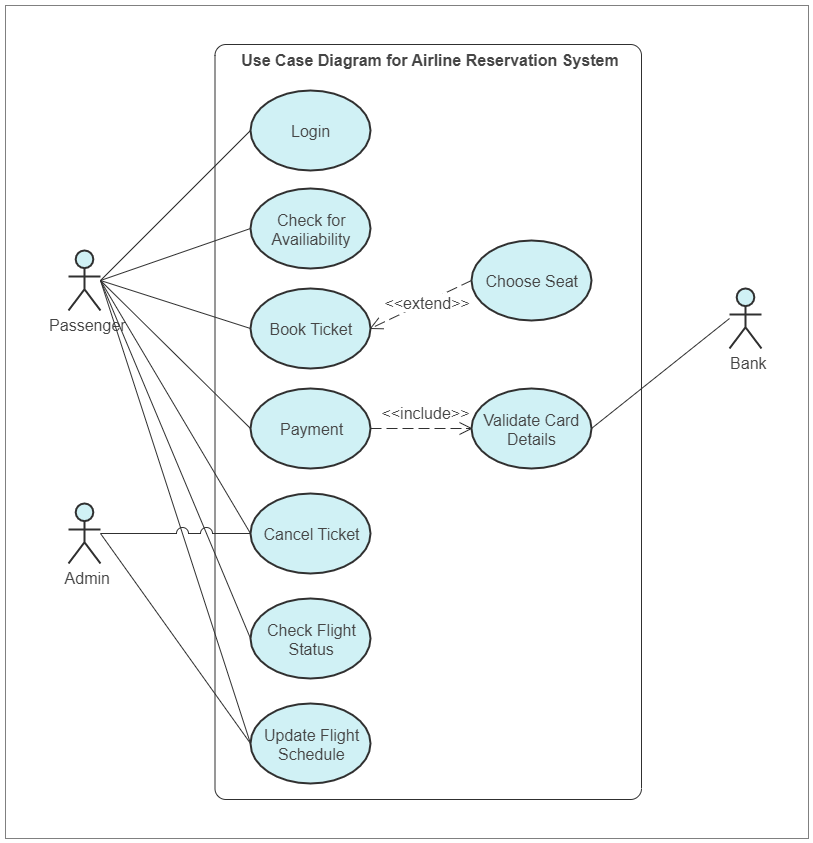 Use Case Diagram for Airline Reservation System
Login
Check for
Availiability
Choose Seat
<<extend>>
Passenger
Book Ticket
Bank
<<include>>
Payment
Validate Card
Details
Cancel Ticket
Admin
Check Flight
Status
Update Flight
Schedule